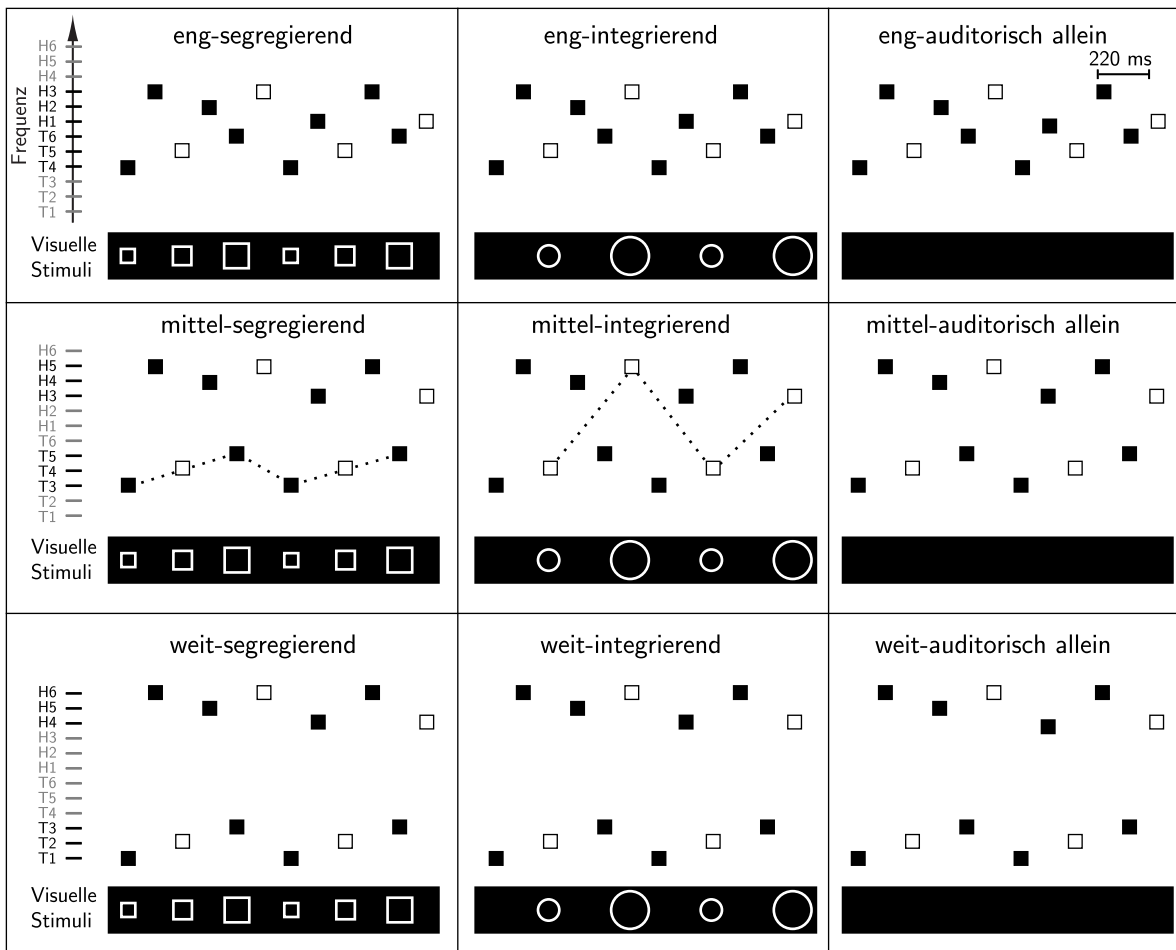 eng-segregierend
eng-integrierend
eng-auditorisch allein
220 ms
Frequenz
H6
H5
H4
H3
H2
H1
T6
T5
T4
T3
T2
T1
Visuelle
Stimuli
mittel-segregierend
mittel-integrierend
mittel-auditorisch allein
H6
H5
H4
H3
H2
H1
T6
T5
T4
T3
T2
T1
Visuelle
Stimuli
weit-segregierend
weit-integrierend
weit-auditorisch allein
H6
H5
H4
H3
H2
H1
T6
T5
T4
T3
T2
T1
Visuelle
Stimuli